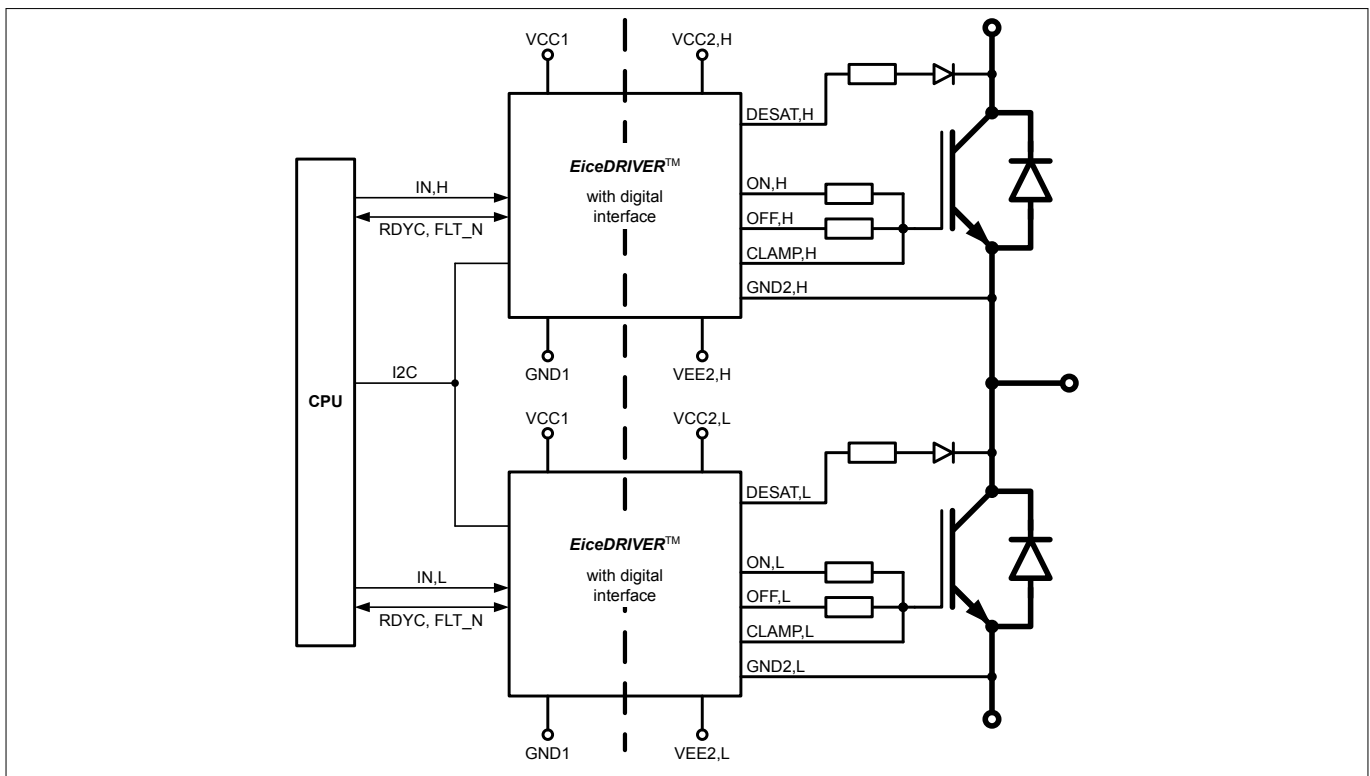 VCC1
VCC2,H
DESAT,H
EiceDRIVER™
with digital
interface
IN,H
RDYC, FLT_N
ON,H
OFF,H
CLAMP,H
GND2,H
GND1
VEE2,H
I2C
CPU
VCC1
VCC2,L
DESAT,L
EiceDRIVER™
with digital
interface
IN,L
RDYC, FLT_N
ON,L
OFF,L
CLAMP,L
GND2,L
GND1
VEE2,L